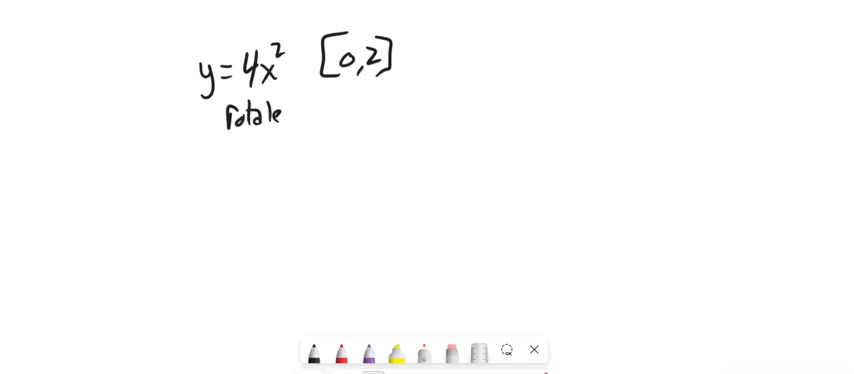 y = 4x² [0,2]
rotate